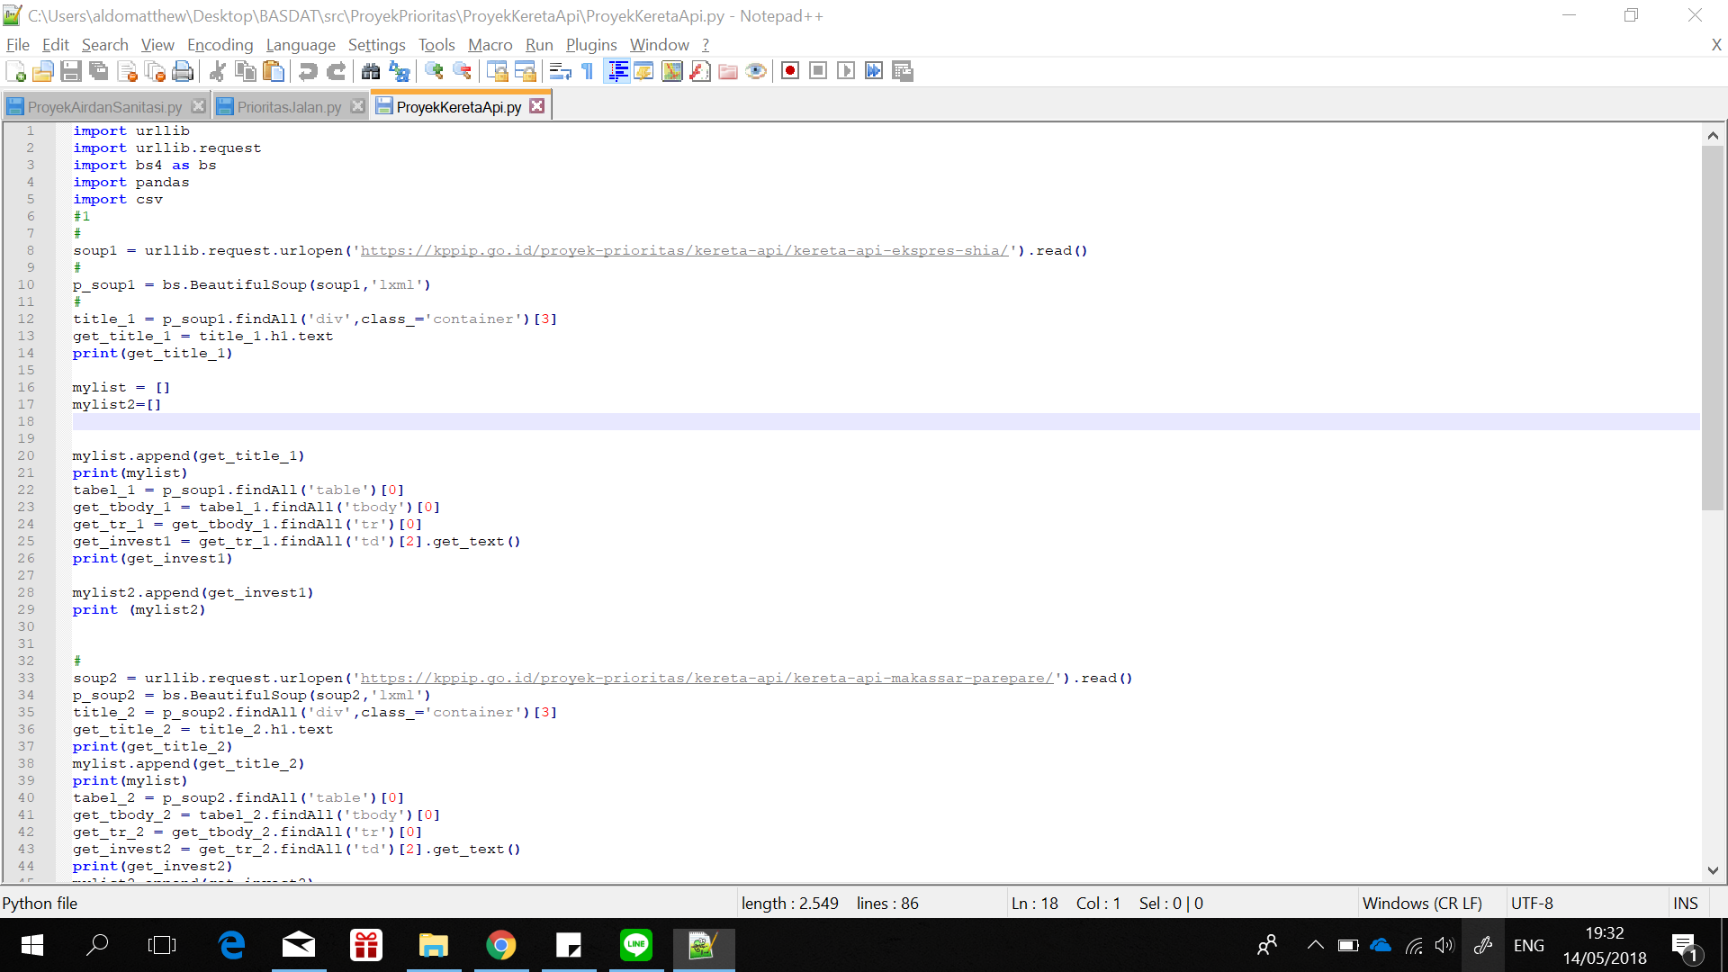 C:\Users\aldomatthew\Desktop\BASDAT\src\ProyekPrioritas\ProyekKeretaApi\ProyekKeretaApi.py - Notepad++
File Edit Search View Encoding Language Settings Tools Macro Run Plugins Window ? X
ProyekAirdanSanitasi.py PrioritasJalan.py ProyekKeretaApi.py
1 import urllib
2 import urllib.request
3 import bs4 as bs
4 import pandas
5 import csv
6 #1
7 #
8 soup1 = urllib.request.urlopen('https://kppip.go.id/proyek-prioritas/kereta-api/kereta-api-ekspres-shia/').read()
9 #
10 p_soup1 = bs.BeautifulSoup(soup1,'lxml')
11 #
12 title_1 = p_soup1.findAll('div',class_='container')[3]
13 get_title_1 = title_1.h1.text
14 print(get_title_1)
15
16 mylist = []
17 mylist2=[]
18
19
20 mylist.append(get_title_1)
21 print(mylist)
22 tabel_1 = p_soup1.findAll('table')[0]
23 get_tbody_1 = tabel_1.findAll('tbody')[0]
24 get_tr_1 = get_tbody_1.findAll('tr')[0]
25 get_invest1 = get_tr_1.findAll('td')[2].get_text()
26 print(get_invest1)
27
28 mylist2.append(get_invest1)
29 print (mylist2)
30
31
32 #
33 soup2 = urllib.request.urlopen('https://kppip.go.id/proyek-prioritas/kereta-api/kereta-api-makassar-parepare/').read()
34 p_soup2 = bs.BeautifulSoup(soup2,'lxml')
35 title_2 = p_soup2.findAll('div',class_='container')[3]
36 get_title_2 = title_2.h1.text
37 print(get_title_2)
38 mylist.append(get_title_2)
39 print(mylist)
40 tabel_2 = p_soup2.findAll('table')[0]
41 get_tbody_2 = tabel_2.findAll('tbody')[0]
42 get_tr_2 = get_tbody_2.findAll('tr')[0]
43 get_invest2 = get_tr_2.findAll('td')[2].get_text()
44 print(get_invest2)
Python file length : 2.549 lines : 86 Ln : 18 Col : 1 Sel : 0 | 0 Windows (CR LF) UTF-8 INS
LINE ENG 19:32
14/05/2018 1